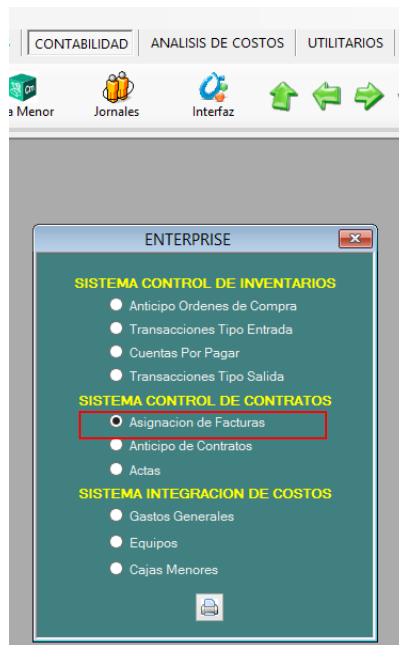 CONTABILIDAD ANALISIS DE COSTOS UTILITARIOS
a Menor Jornales Interfaz
ENTERPRISE
SISTEMA CONTROL DE INVENTARIOS
Anticipo Ordenes de Compra
Transacciones Tipo Entrada
Cuentas Por Pagar
Transacciones Tipo Salida
SISTEMA CONTROL DE CONTRATOS
Asignacion de Facturas
Anticipo de Contratos
Actas
SISTEMA INTEGRACION DE COSTOS
Gastos Generales
Equipos
Cajas Menores